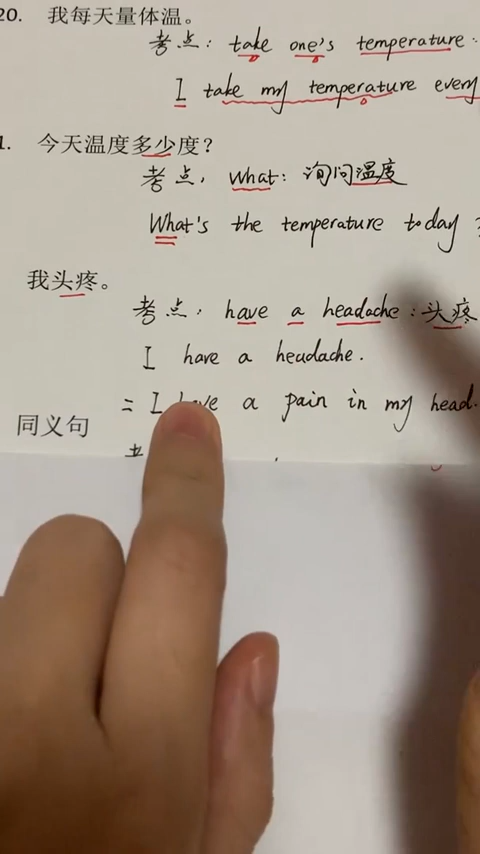 20. 我每天量体温。
考点: take one's temperature:
I take my temperature every
1. 今天温度多少度?
考点, what: 询问温度
What's the temperature today ?
我头疼。
考点, have a headache: 头疼
I have a headache.
= I have a pain in my head.
同义句